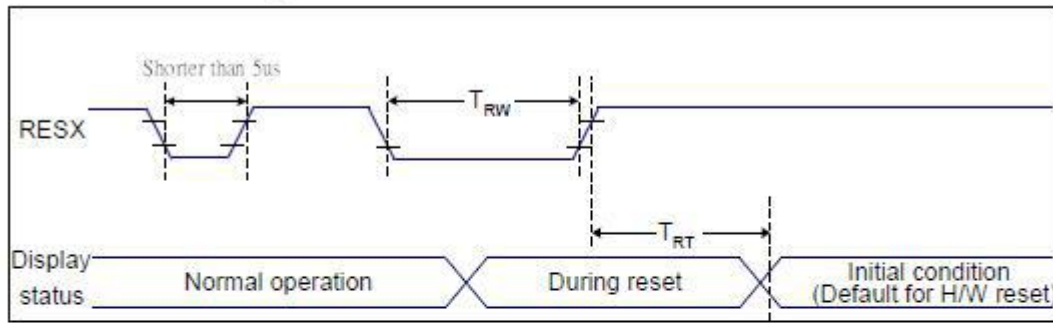 Shorter than 5us
RESX
TRW
TRT
Display
status
Normal operation
During reset
Initial condition
(Default for H/W reset)